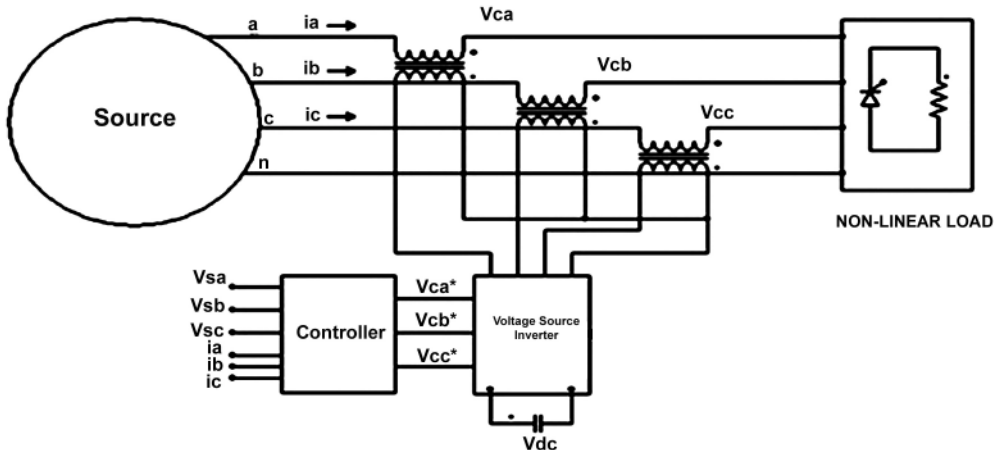 a
ia
Vca
b
ib
Vcb
Source
c
ic
Vcc
n
NON-LINEAR LOAD
Vsa
Vsb
Vsc
ia
ib
ic
Controller
Vca*
Vcb*
Vcc*
Voltage Source
Inverter
Vdc